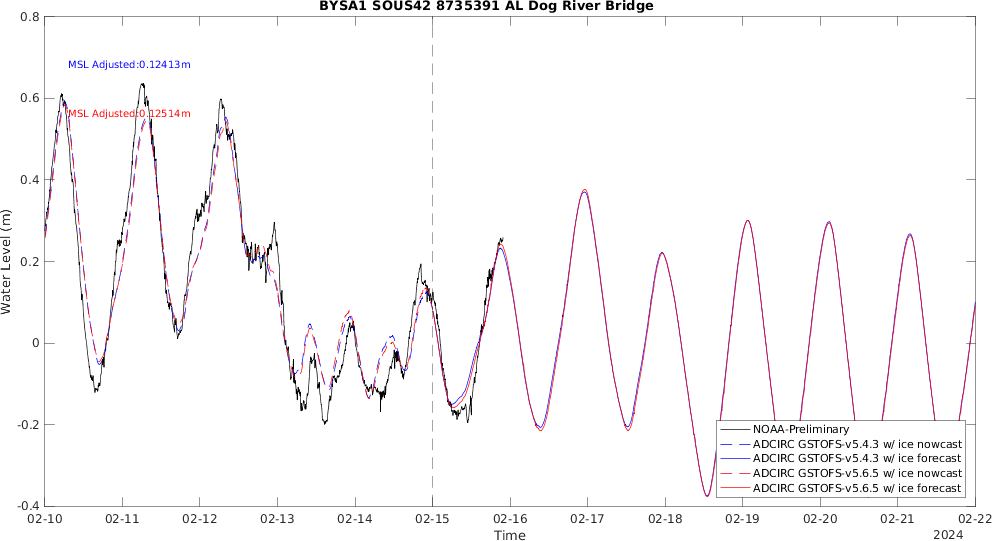 BYSA1 SOUS42 8735391 AL Dog River Bridge
MSL Adjusted:0.12413m
MSL Adjusted:0.12514m
Water Level (m)
0.8
0.6
0.4
0.2
0
-0.2
-0.4
NOAA-Preliminary
ADCIRC GSTOFS-v5.4.3 w/ ice nowcast
ADCIRC GSTOFS-v5.4.3 w/ ice forecast
ADCIRC GSTOFS-v5.6.5 w/ ice nowcast
ADCIRC GSTOFS-v5.6.5 w/ ice forecast
02-10 02-11 02-12 02-13 02-14 02-15 02-16 02-17 02-18 02-19 02-20 02-21 02-22
Time
2024